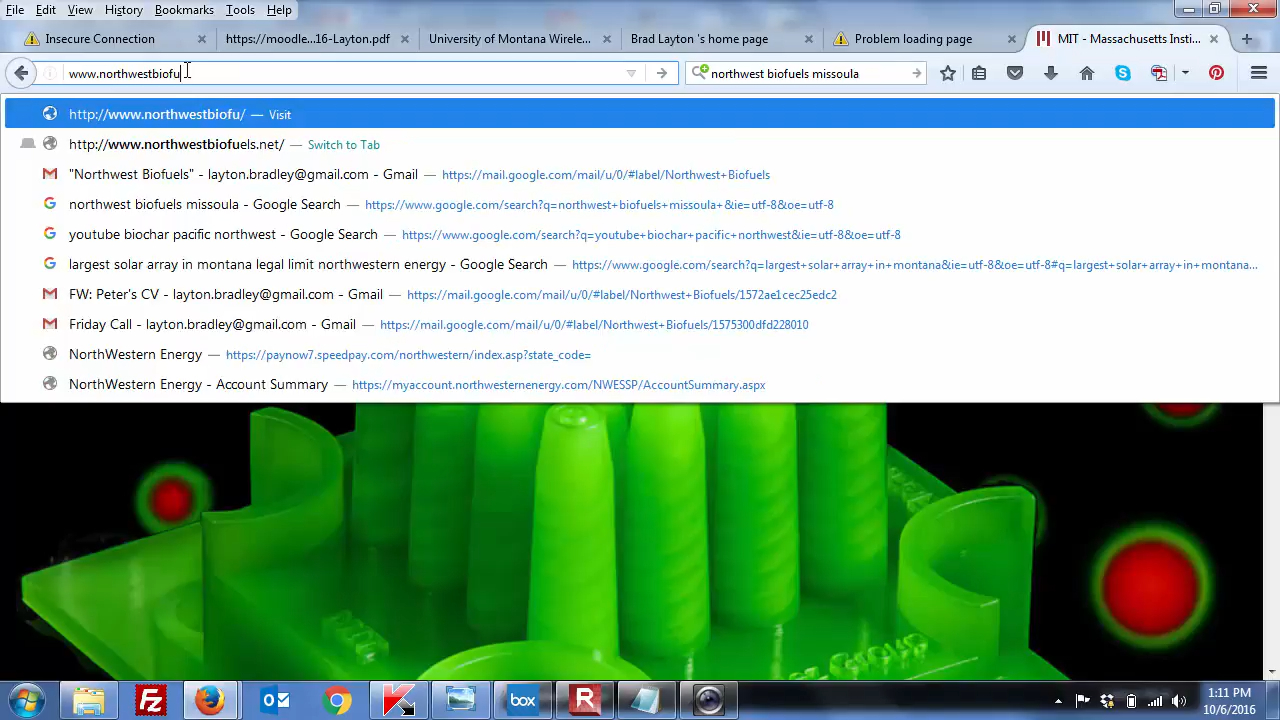 File Edit View History Bookmarks Tools Help
Insecure Connection × https://moodle...16-Layton.pdf × University of Montana Wirele... × Brad Layton 's home page × Problem loading page × MIT - Massachusetts Insti... ×
www.northwestbiofu northwest biofuels missoula
http://www.northwestbiofu/ — Visit
http://www.northwestbiofuels.net/ — Switch to Tab
"Northwest Biofuels" - layton.bradley@gmail.com - Gmail — https://mail.google.com/mail/u/0/#label/Northwest+Biofuels
northwest biofuels missoula - Google Search — https://www.google.com/search?q=northwest+biofuels+missoula+&ie=utf-8&oe=utf-8
youtube biochar pacific northwest - Google Search — https://www.google.com/search?q=youtube+biochar+pacific+northwest&ie=utf-8&oe=utf-8
largest solar array in montana legal limit northwestern energy - Google Search — https://www.google.com/search?q=largest+solar+array+in+montana&ie=utf-8&oe=utf-8#q=largest+solar+array+in+montana...
FW: Peter's CV - layton.bradley@gmail.com - Gmail — https://mail.google.com/mail/u/0/#label/Northwest+Biofuels/1572ae1cec25edc2
Friday Call - layton.bradley@gmail.com - Gmail — https://mail.google.com/mail/u/0/#label/Northwest+Biofuels/1575300dfd228010
NorthWestern Energy — https://paynow7.speedpay.com/northwestern/index.asp?state_code=
NorthWestern Energy - Account Summary — https://myaccount.northwesternenergy.com/NWESSP/AccountSummary.aspx
Fz
box
R
1:11 PM
10/6/2016